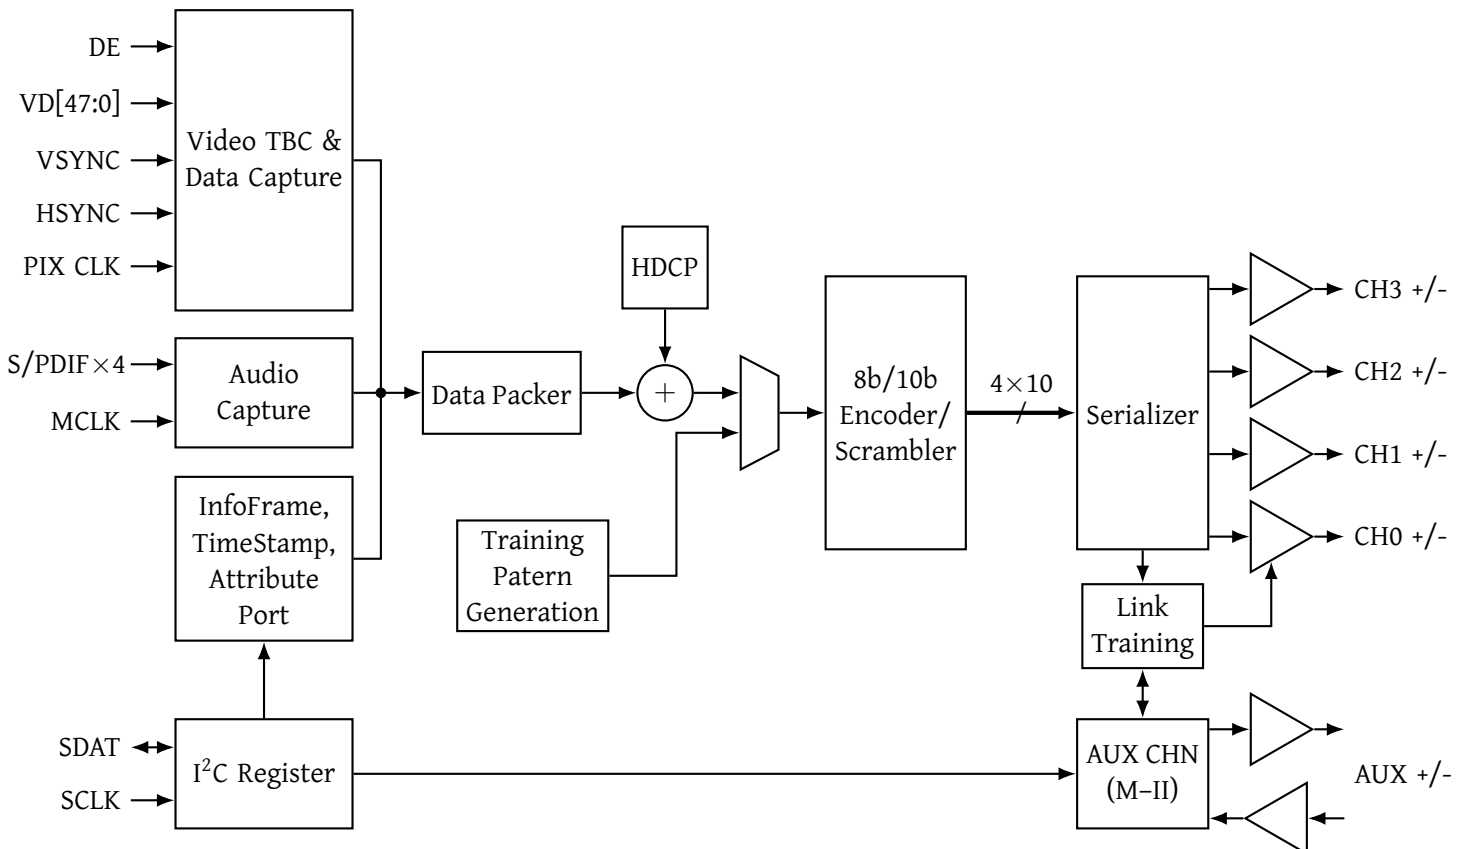 DE
VD[47:0]
VSYNC
HSYNC
PIX CLK
Video TBC &
Data Capture
S/PDIF×4
MCLK
Audio
Capture
InfoFrame,
TimeStamp,
Attribute
Port
SDAT
SCLK
I²C Register
Data Packer
HDCP
+
Training
Patern
Generation
8b/10b
Encoder/
Scrambler
4×10
Serializer
CH3 +/-
CH2 +/-
CH1 +/-
CH0 +/-
Link
Training
AUX CHN
(M–II)
AUX +/-